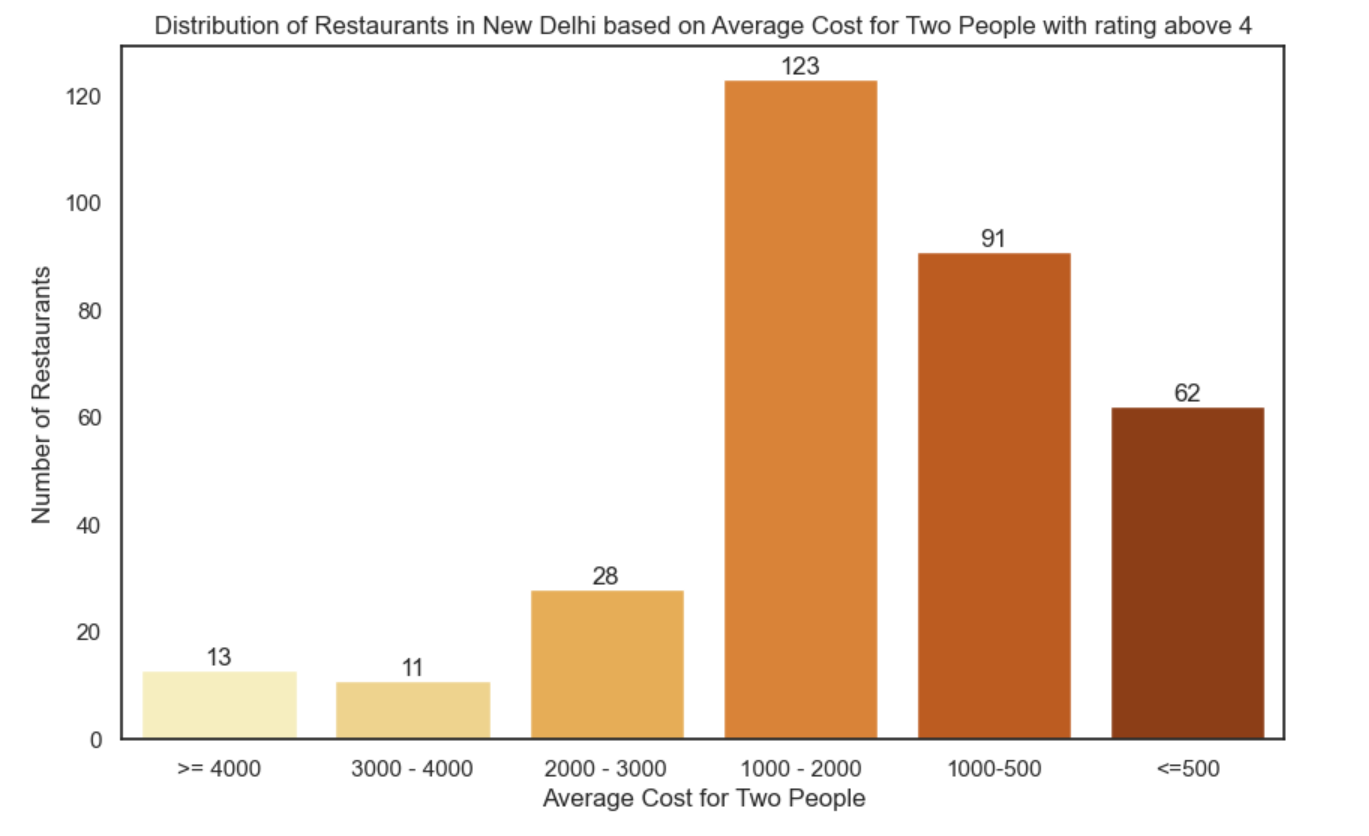 Distribution of Restaurants in New Delhi based on Average Cost for Two People with rating above 4
Number of Restaurants
120
100
80
60
40
20
0
13
11
28
123
91
62
>= 4000
3000 - 4000
2000 - 3000
1000 - 2000
1000-500
<=500
Average Cost for Two People